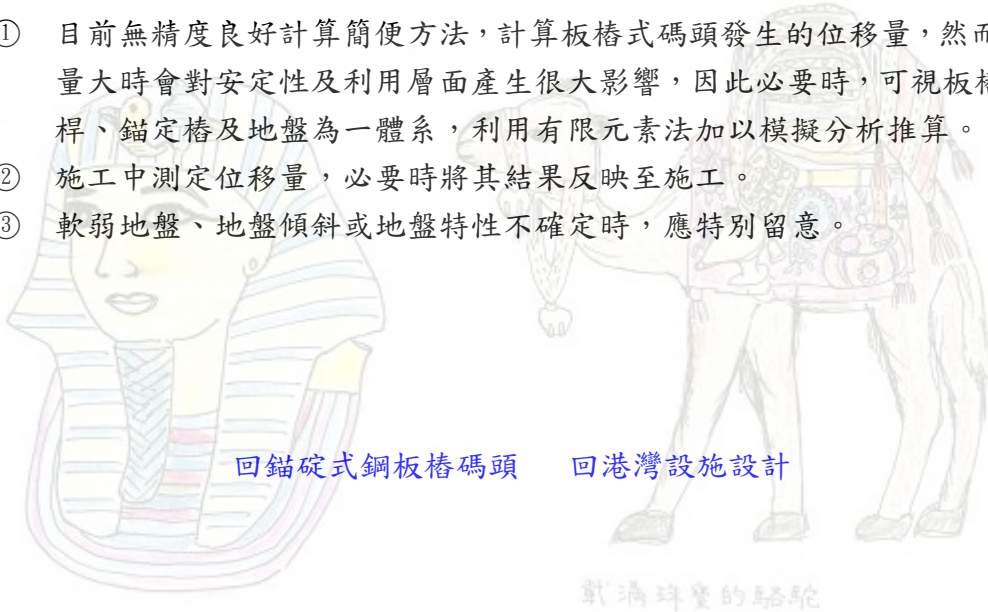 ① 目前無精度良好計算簡便方法，計算板樁式碼頭發生的位移量，然而
量大時會對安定性及利用層面產生很大影響，因此必要時，可視板樁
桿、錨定樁及地盤為一體系，利用有限元素法加以模擬分析推算。
② 施工中測定位移量，必要時將其結果反映至施工。
③ 軟弱地盤、地盤傾斜或地盤特性不確定時，應特別留意。
回錨碇式鋼板樁碼頭 回港灣設施設計
戴滿珠寶的駱駝